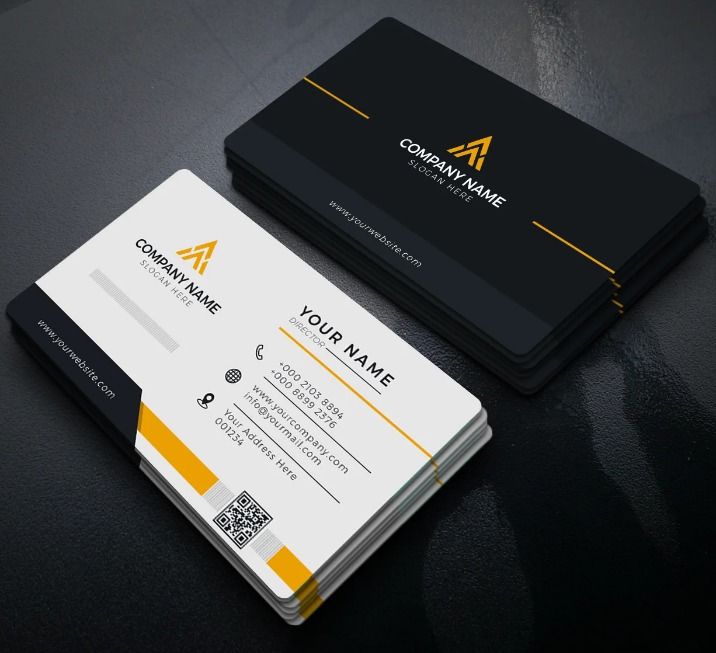 COMPANY NAME
SLOGAN HERE
www.yourwebsite.com
COMPANY NAME
SLOGAN HERE
www.yourwebsite.com
YOUR NAME
DIRECTOR
+000 2103 8894
+000 8899 2376
www.yourcompany.com
info@yourmail.com
Your Address Here
001234